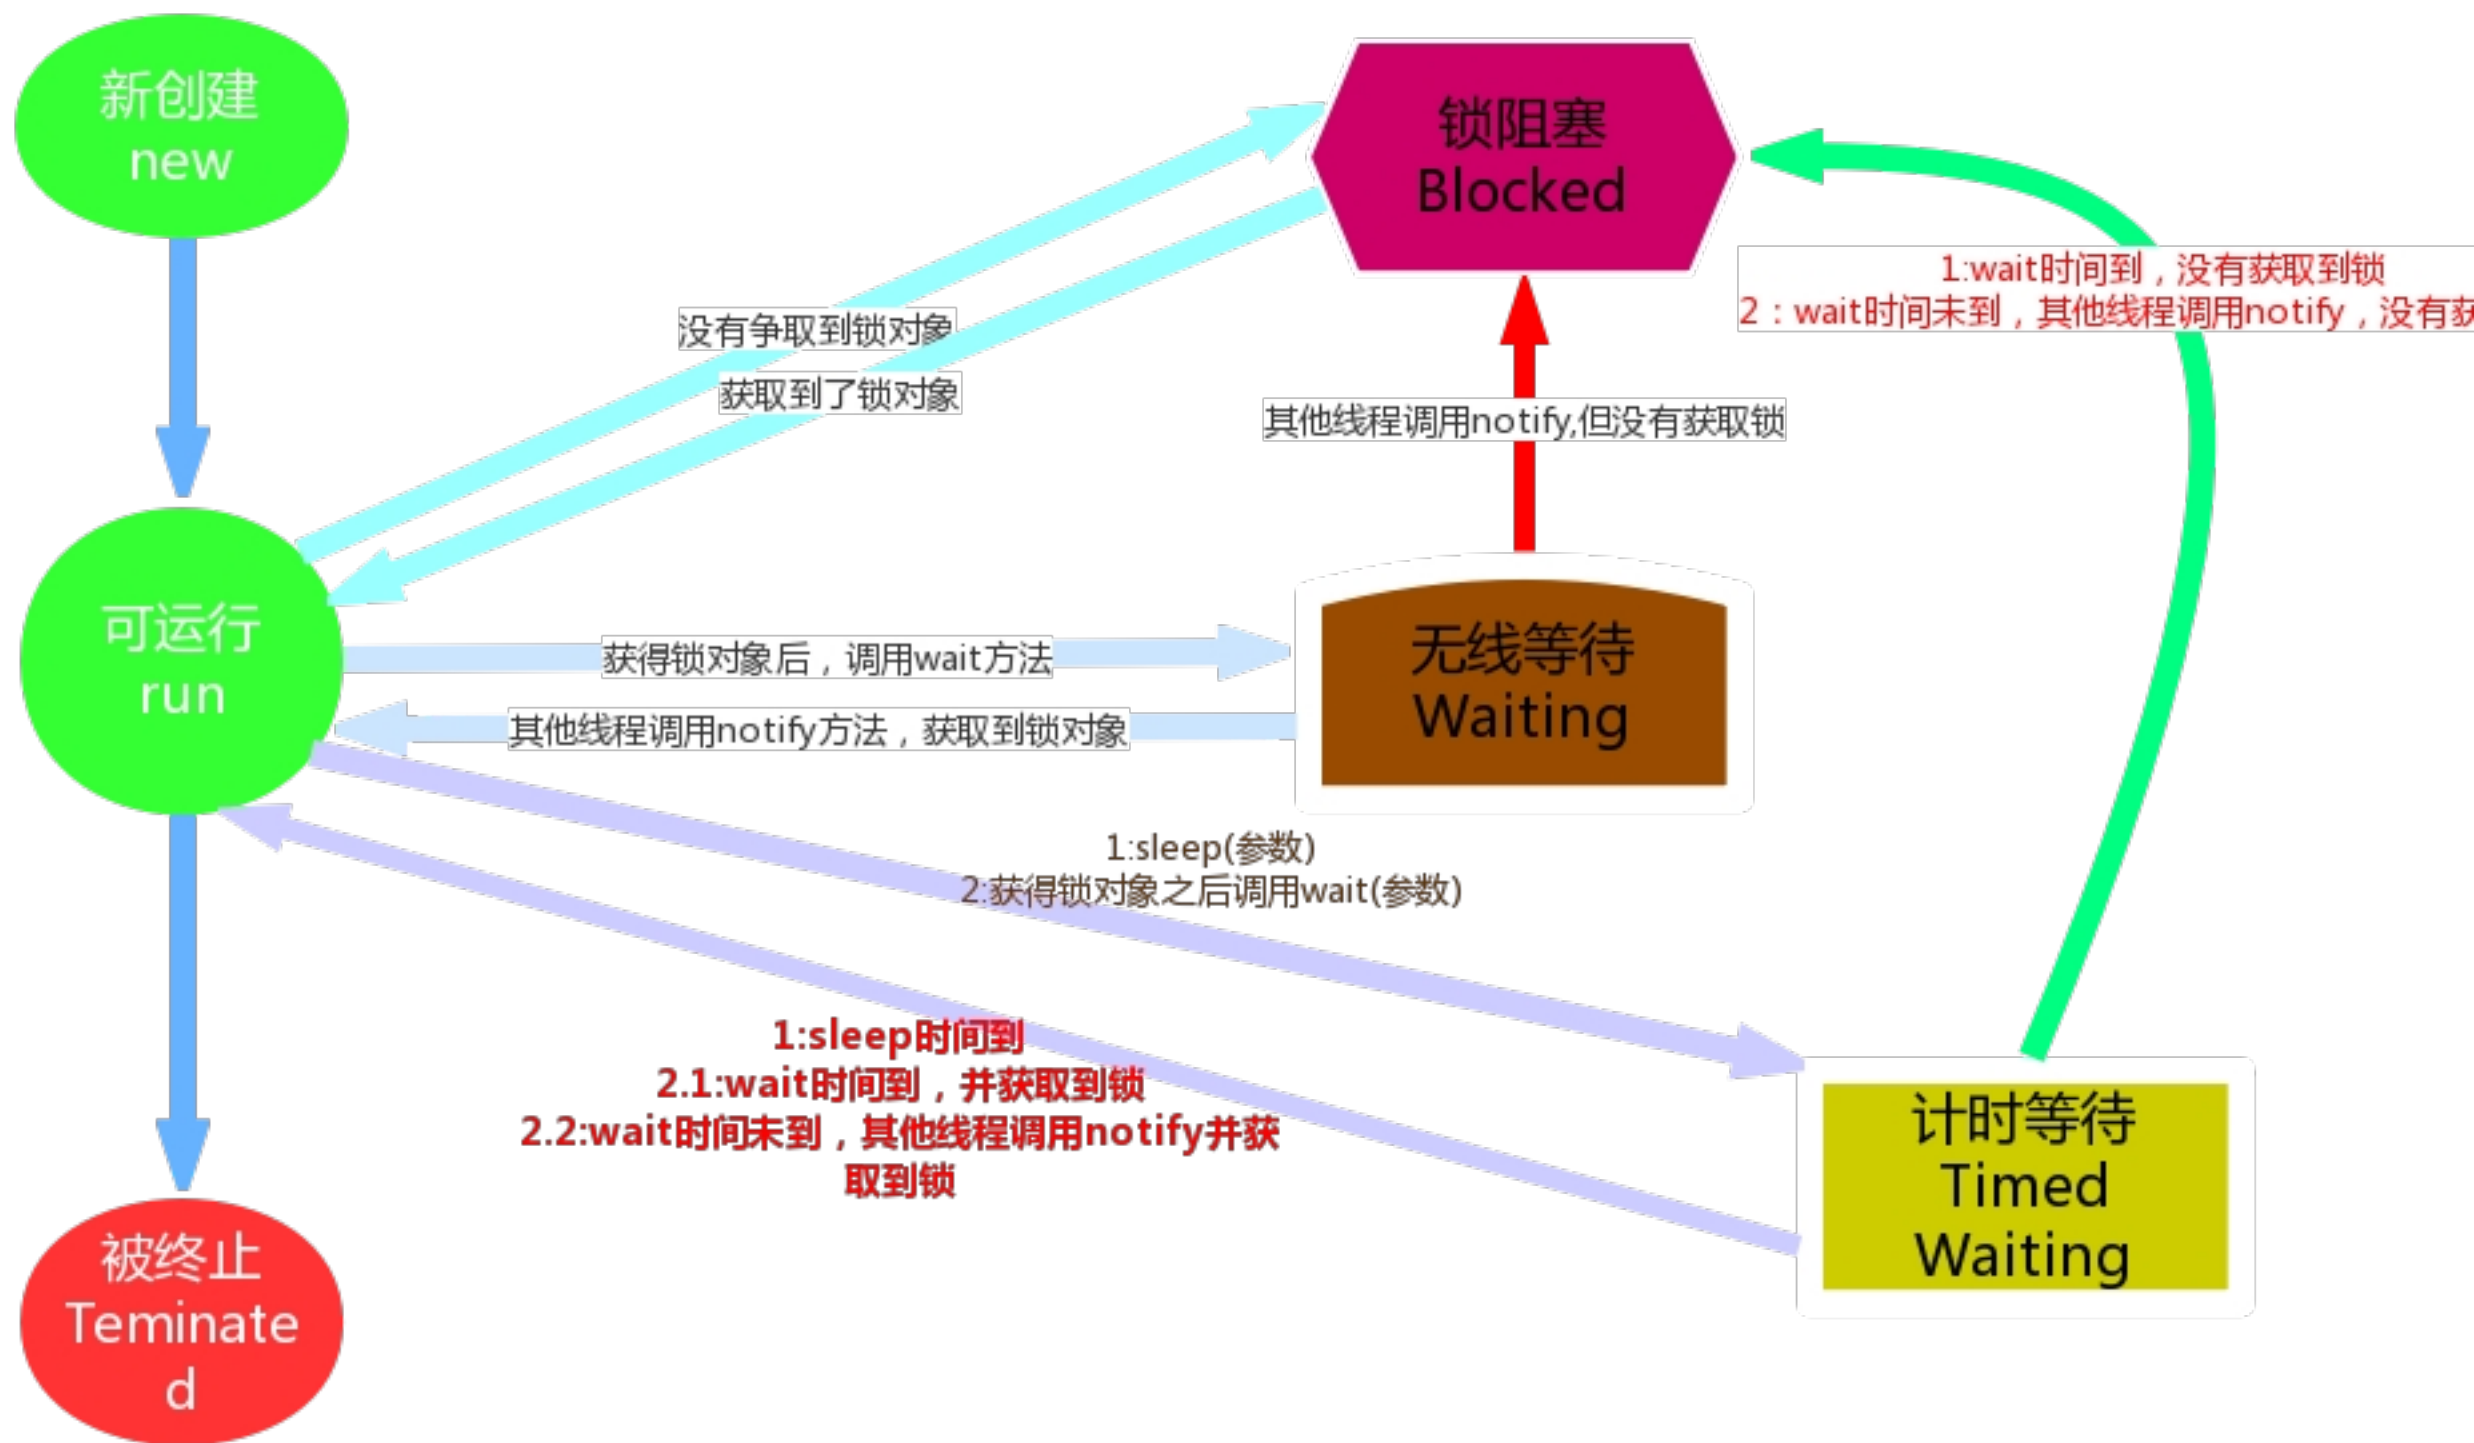 新创建
new
锁阻塞
Blocked
1:wait时间到，没有获取到锁
2：wait时间未到，其他线程调用notify，没有获
没有争取到锁对象
获取到了锁对象
其他线程调用notify,但没有获取锁
可运行
run
获得锁对象后，调用wait方法
其他线程调用notify方法，获取到锁对象
无线等待
Waiting
1:sleep(参数)
2:获得锁对象之后调用wait(参数)
1:sleep时间到
2.1:wait时间到，并获取到锁
2.2:wait时间未到，其他线程调用notify并获
取到锁
计时等待
Timed
Waiting
被终止
Teminate
d